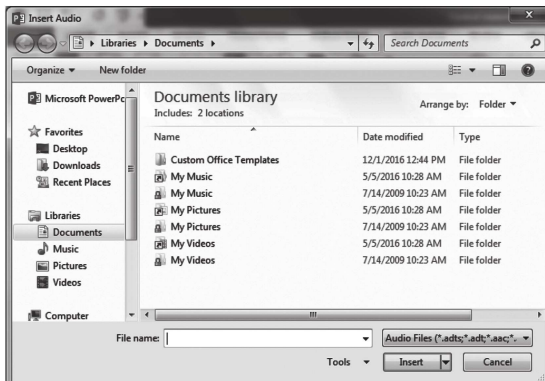 Insert Audio
Libraries Documents
Search Documents
Organize New folder
Microsoft PowerPc
Favorites
Desktop
Downloads
Recent Places
Libraries
Documents
Music
Pictures
Videos
Computer
Documents library
Includes: 2 locations
Arrange by: Folder
Name Date modified Type
Custom Office Templates 12/1/2016 12:44 PM File folder
My Music 5/5/2016 10:28 AM File folder
My Music 7/14/2009 10:23 AM File folder
My Pictures 5/5/2016 10:28 AM File folder
My Pictures 7/14/2009 10:23 AM File folder
My Videos 5/5/2016 10:28 AM File folder
My Videos 7/14/2009 10:23 AM File folder
File name: Audio Files (*.adts;*.adt;*.aac;*.
Tools Insert Cancel